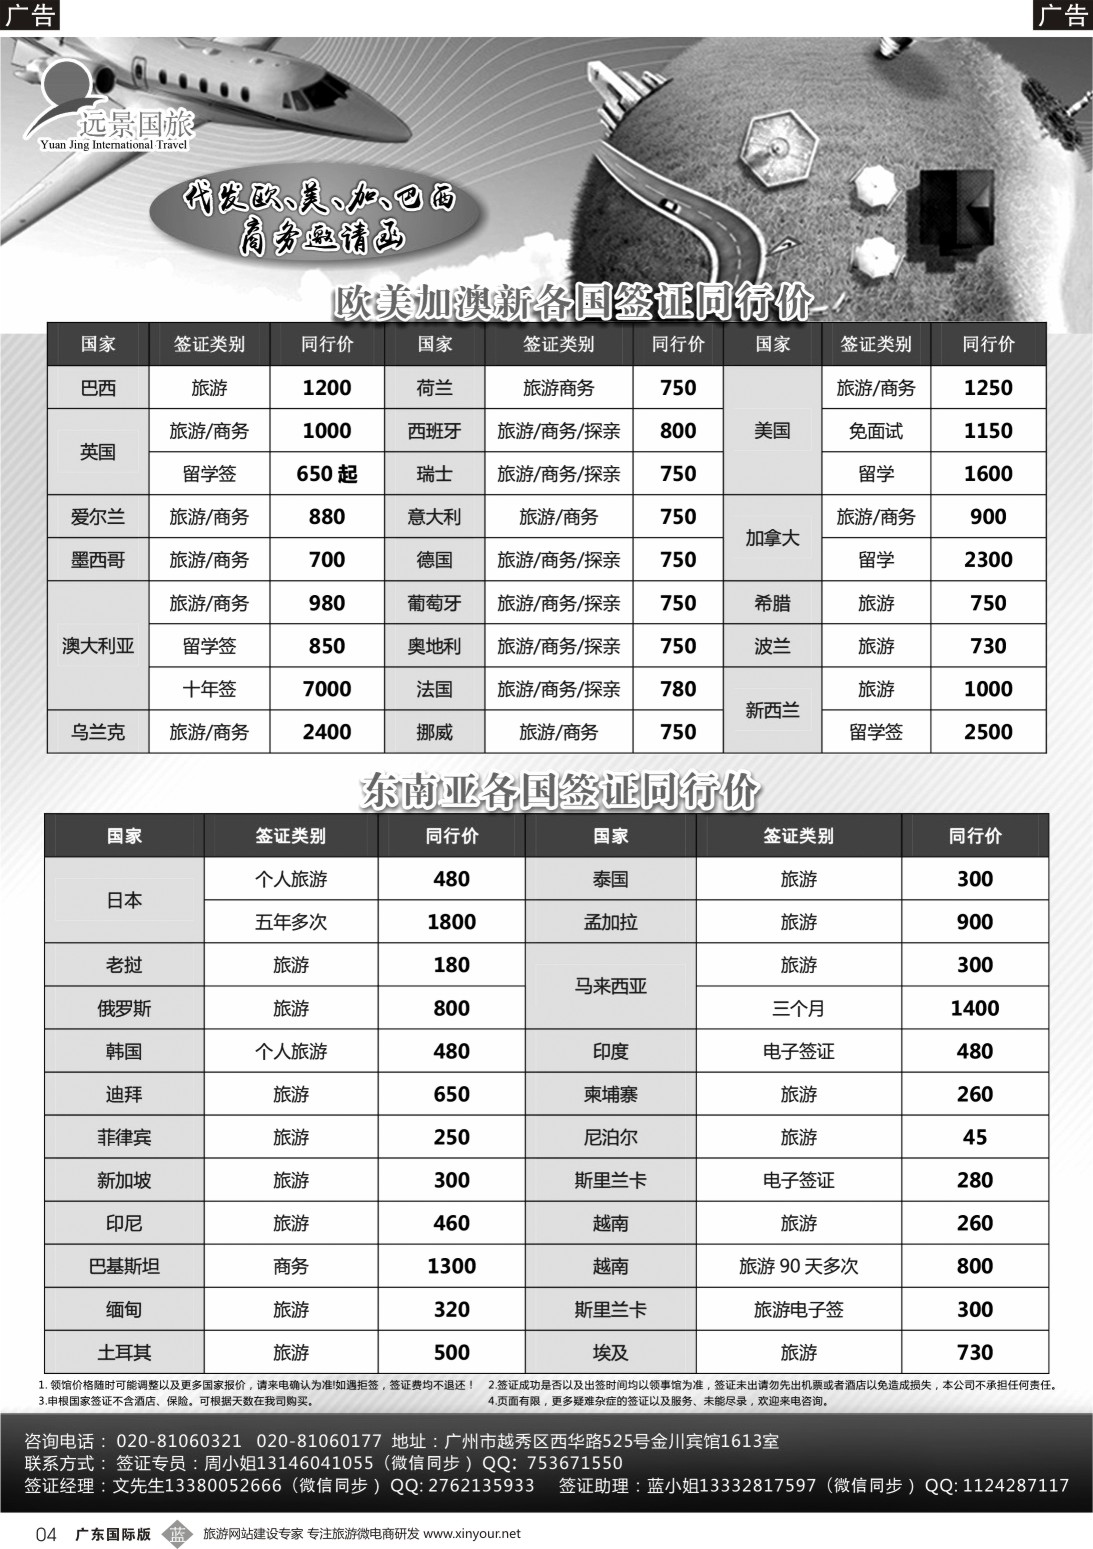 广告
广告
远景国旅
Yuan Jing International Travel
代发欧、美、加、巴西
商务邀请函
欧美加澳新各国签证同行价
国家 签证类别 同行价 国家 签证类别 同行价 国家 签证类别 同行价
巴西 旅游 1200 荷兰 旅游商务 750 美国 旅游/商务 1250
英国 旅游/商务 1000 西班牙 旅游/商务/探亲 800 免面试 1150
留学签 650 起 瑞士 旅游/商务/探亲 750 留学 1600
爱尔兰 旅游/商务 880 意大利 旅游/商务 750 加拿大 旅游/商务 900
墨西哥 旅游/商务 700 德国 旅游/商务/探亲 750 留学 2300
澳大利亚 旅游/商务 980 葡萄牙 旅游/商务/探亲 750 希腊 旅游 750
留学签 850 奥地利 旅游/商务/探亲 750 波兰 旅游 730
十年签 7000 法国 旅游/商务/探亲 780 新西兰 旅游 1000
乌兰克 旅游/商务 2400 挪威 旅游/商务 750 留学签 2500
东南亚各国签证同行价
国家 签证类别 同行价 国家 签证类别 同行价
日本 个人旅游 480 泰国 旅游 300
五年多次 1800 孟加拉 旅游 900
老挝 旅游 180 马来西亚 旅游 300
俄罗斯 旅游 800 三个月 1400
韩国 个人旅游 480 印度 电子签证 480
迪拜 旅游 650 柬埔寨 旅游 260
菲律宾 旅游 250 尼泊尔 旅游 45
新加坡 旅游 300 斯里兰卡 电子签证 280
印尼 旅游 460 越南 旅游 260
巴基斯坦 商务 1300 越南 旅游 90 天多次 800
缅甸 旅游 320 斯里兰卡 旅游电子签 300
土耳其 旅游 500 埃及 旅游 730
1. 领馆价格随时可能调整以及更多国家报价，请来电确认为准!如遇拒签，签证费均不退还！ 2.签证成功是否以及出签时间均以领事馆为准，签证未出请勿先出机票或者酒店以免造成损失，本公司不承担任何责任。
3.申根国家签证不含酒店、保险。可根据天数在我司购买。 4.页面有限，更多疑难杂症的签证以及服务、未能尽录，欢迎来电咨询。
咨询电话： 020-81060321 020-81060177 地址：广州市越秀区西华路525号金川宾馆1613室
联系方式： 签证专员：周小姐13146041055（微信同步） QQ: 753671550
签证经理：文先生13380052666（微信同步） QQ: 2762135933 签证助理：蓝小姐13332817597（微信同步） QQ: 1124287117
04 广东国际版 蓝 旅游网站建设专家 专注旅游微电商研发 www.xinyour.net